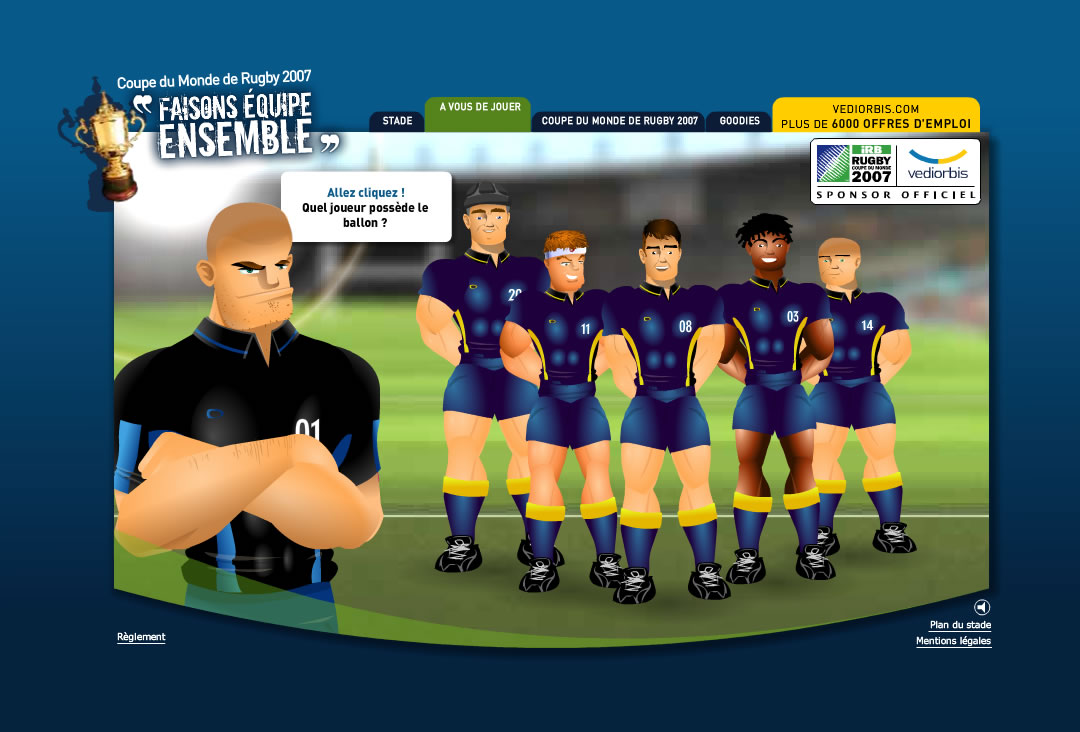 Coupe du Monde de Rugby 2007
“ FAISONS ÉQUIPE
ENSEMBLE ”
STADE
A VOUS DE JOUER
COUPE DU MONDE DE RUGBY 2007
GOODIES
VEDIORBIS.COM
PLUS DE 6000 OFFRES D'EMPLOI
iRB
RUGBY
COUPE DU MONDE
2007
vediorbis
SPONSOR OFFICIEL
Allez cliquez !
Quel joueur possède le
ballon ?
11
08
03
14
01
Règlement
Plan du stade
Mentions légales